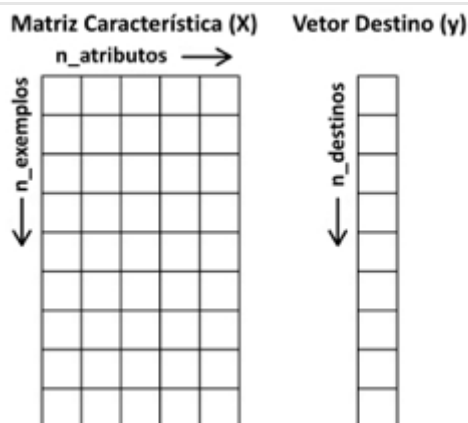 Matriz Característica (X)
n_atributos
n_exemplos
Vetor Destino (y)
n_destinos